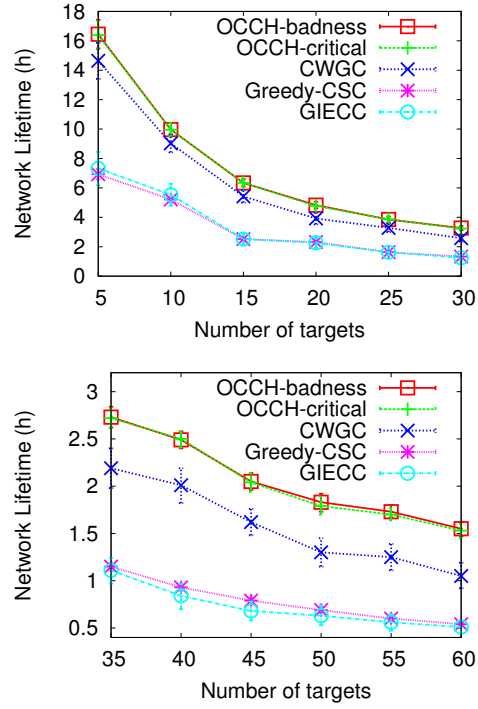 18
16
14
12
10
8
6
4
2
0
Network Lifetime (h)
OCCH-badness
OCCH-critical
CWGC
Greedy-CSC
GIECC
5 10 15 20 25 30
Number of targets
3
2.5
2
1.5
1
0.5
Network Lifetime (h)
OCCH-badness
OCCH-critical
CWGC
Greedy-CSC
GIECC
35 40 45 50 55 60
Number of targets